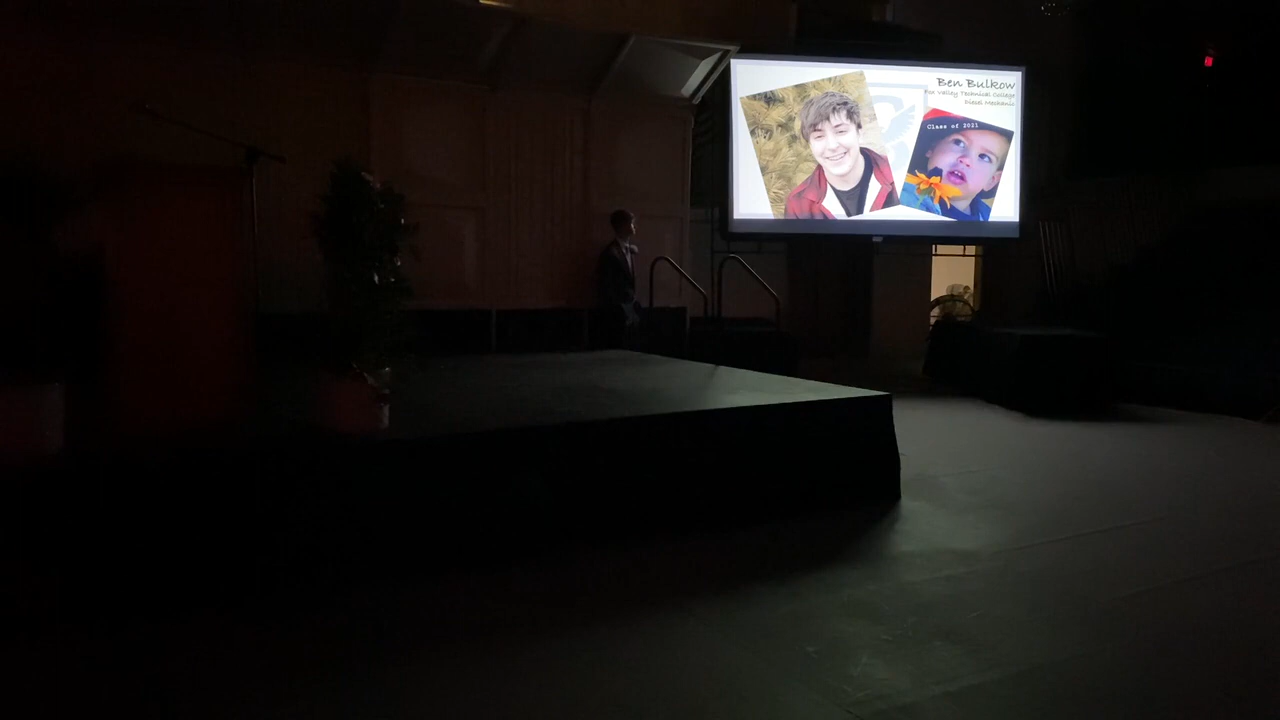 Ben Bulkow
Fox Valley Technical College
Diesel Mechanic
Class of 2021